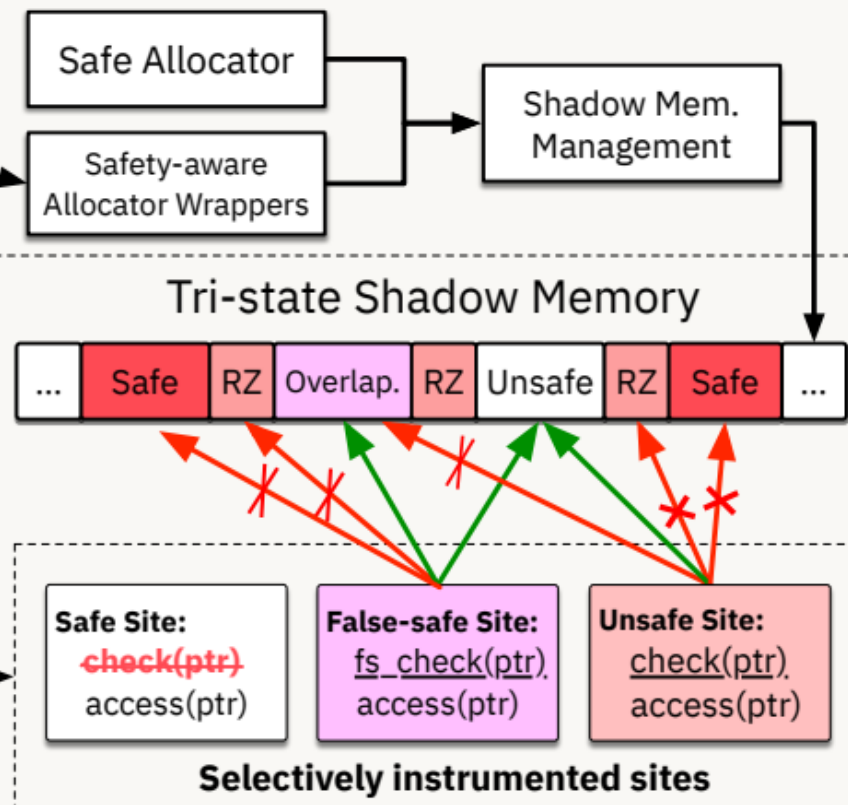 Safe Allocator
Shadow Mem.
Management
Safety-aware
Allocator Wrappers
Tri-state Shadow Memory
... Safe RZ Overlap. RZ Unsafe RZ Safe ...
Safe Site:
check(ptr)
access(ptr)
False-safe Site:
fs_check(ptr)
access(ptr)
Unsafe Site:
check(ptr)
access(ptr)
Selectively instrumented sites